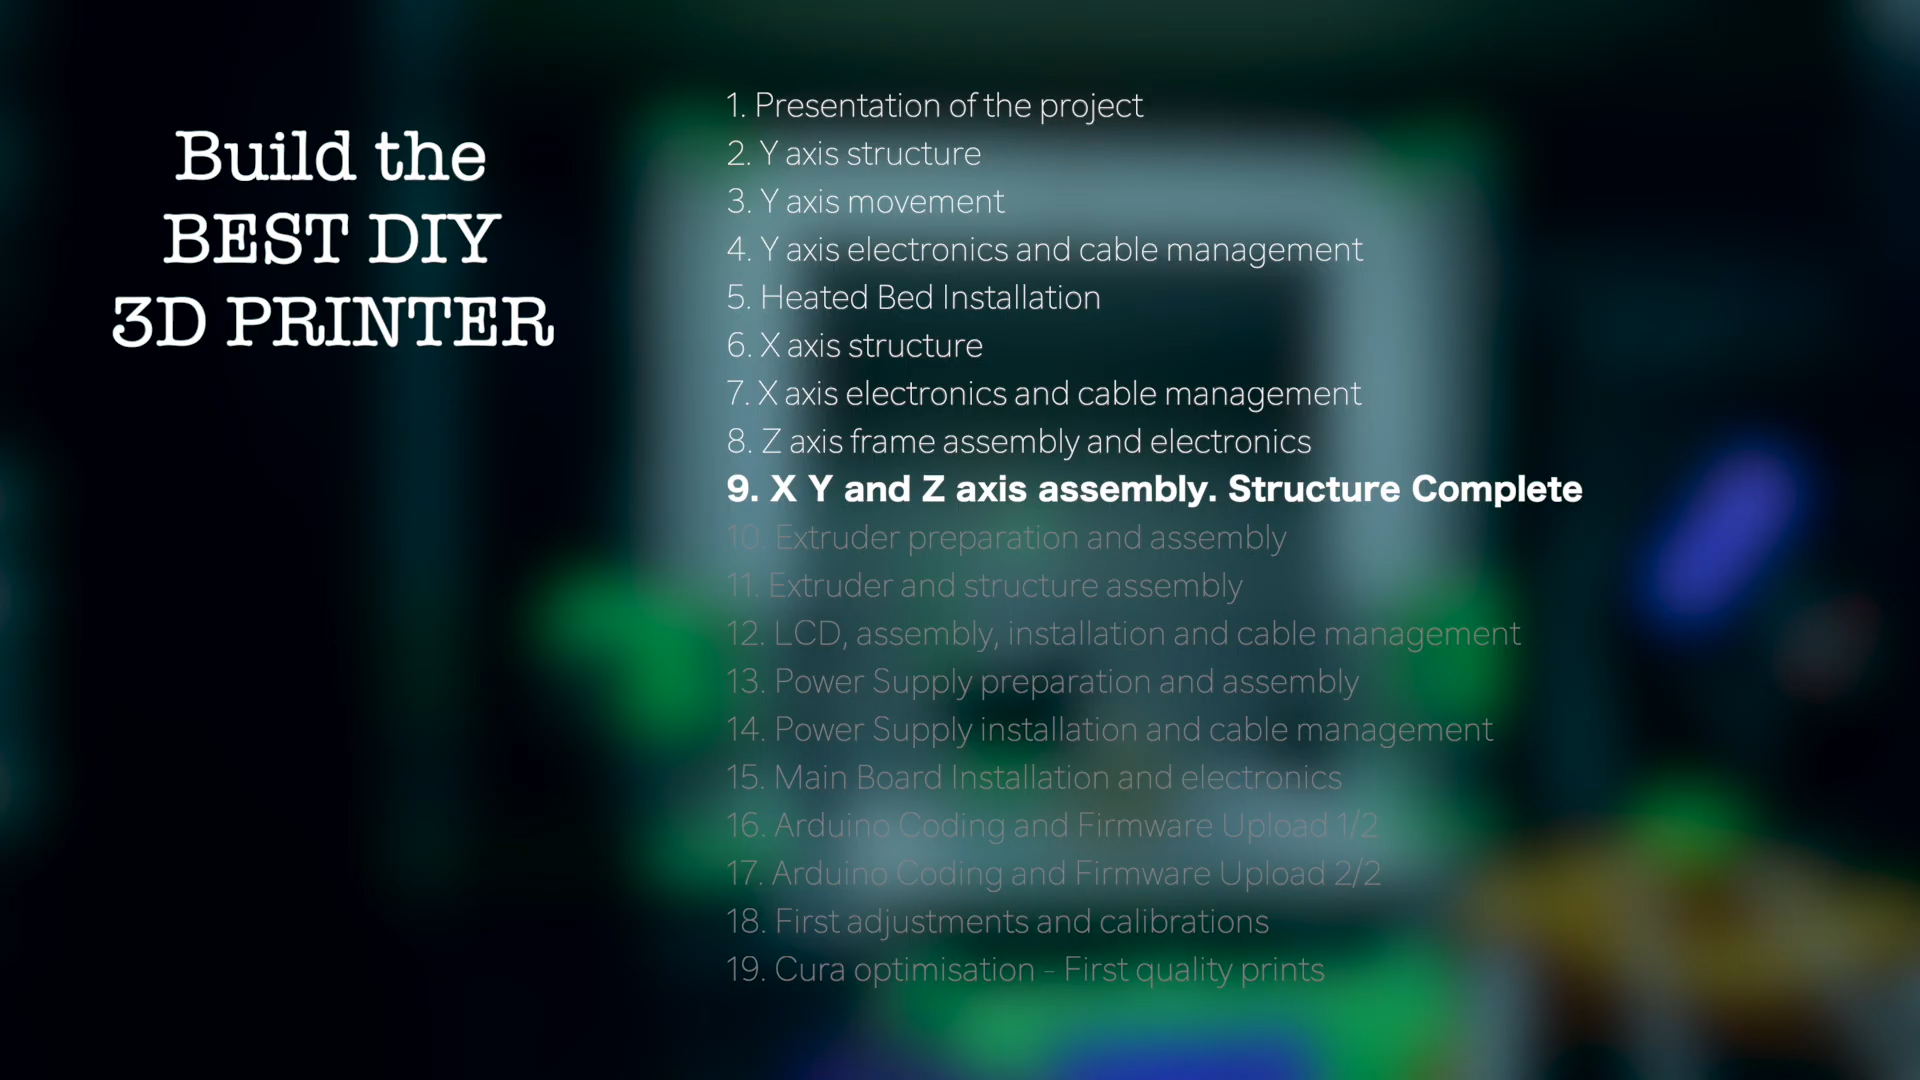 Build the
BEST DIY
3D PRINTER
1. Presentation of the project
2. Y axis structure
3. Y axis movement
4. Y axis electronics and cable management
5. Heated Bed Installation
6. X axis structure
7. X axis electronics and cable management
8. Z axis frame assembly and electronics
9. X Y and Z axis assembly. Structure Complete
10. Extruder preparation and assembly
11. Extruder and structure assembly
12. LCD, assembly, installation and cable management
13. Power Supply preparation and assembly
14. Power Supply installation and cable management
15. Main Board Installation and electronics
16. Arduino Coding and Firmware Upload 1/2
17. Arduino Coding and Firmware Upload 2/2
18. First adjustments and calibrations
19. Cura optimisation - First quality prints